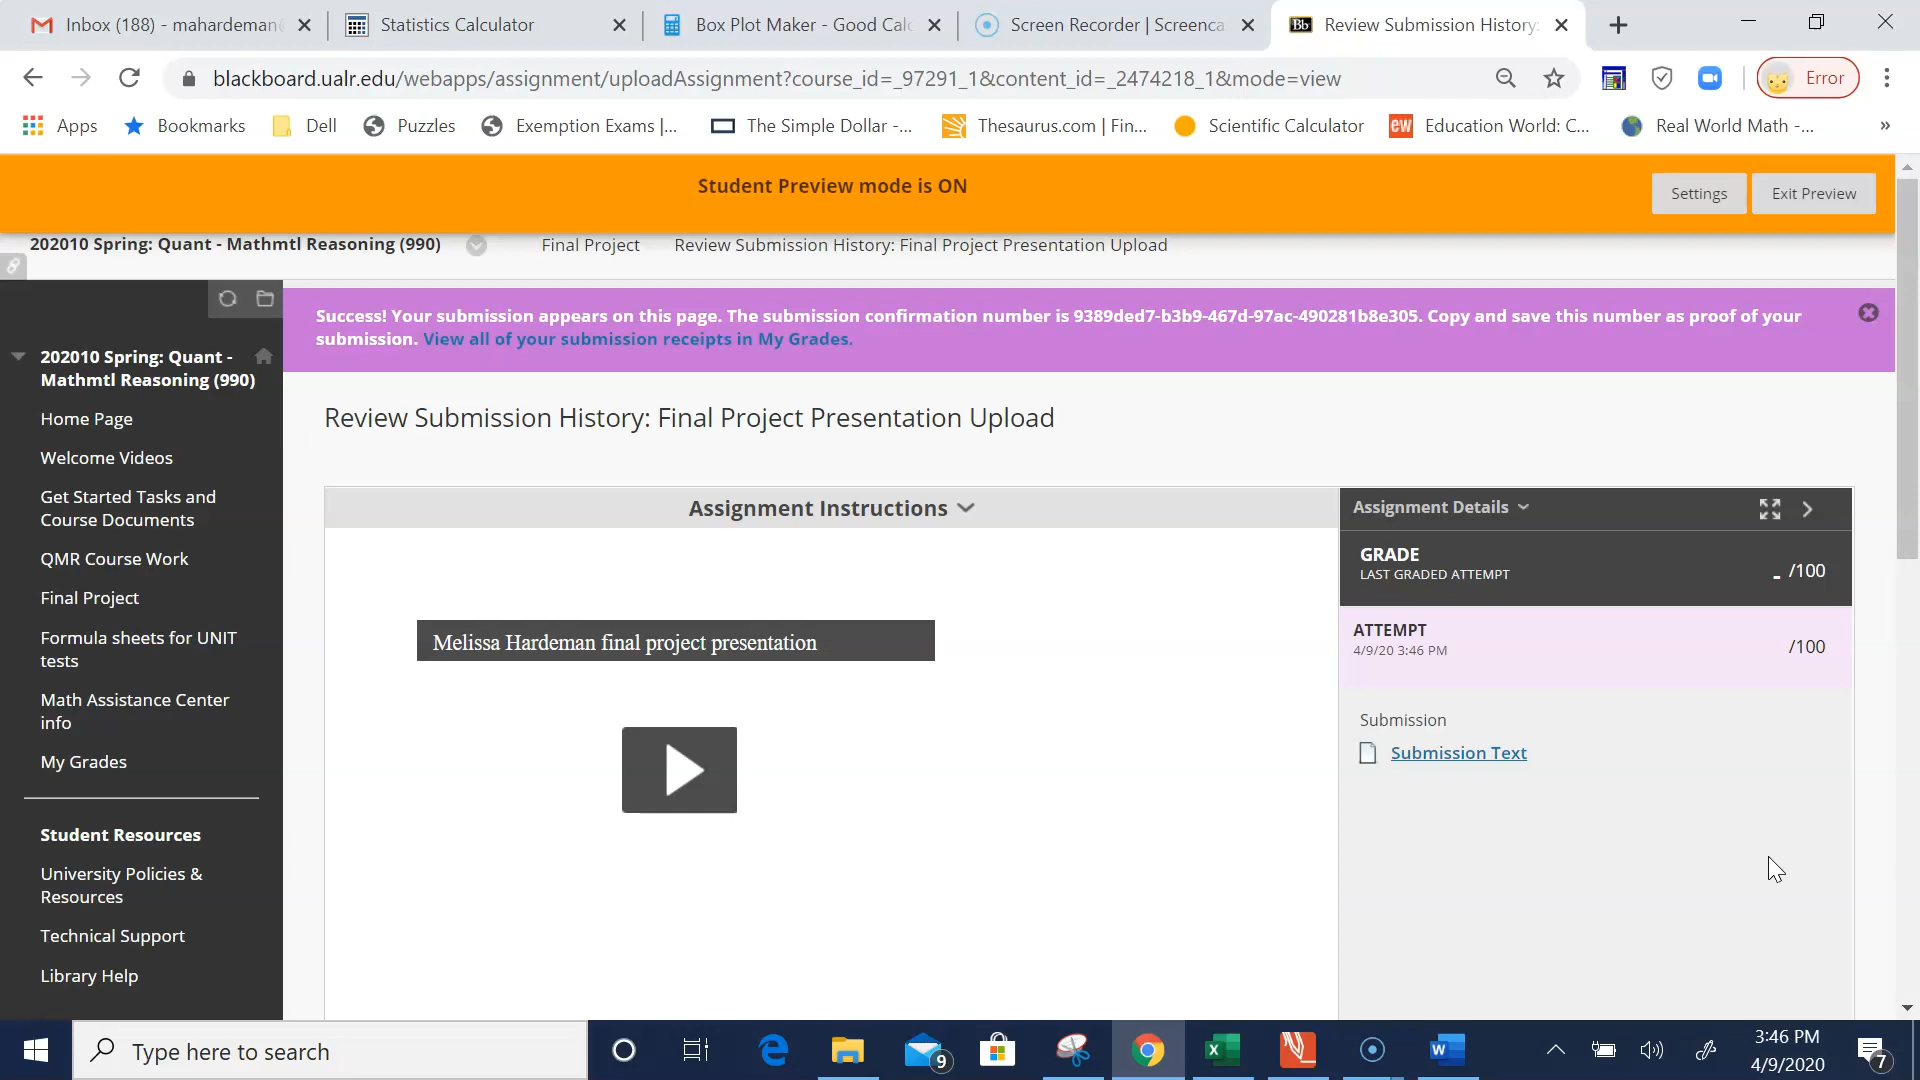 Inbox (188) - mahardeman@
Statistics Calculator
Box Plot Maker - Good Calc
Screen Recorder | Screenca
Bb Review Submission History:
blackboard.ualr.edu/webapps/assignment/uploadAssignment?course_id=_97291_1&content_id=_2474218_1&mode=view
Error
Apps
Bookmarks
Dell
Puzzles
Exemption Exams |...
The Simple Dollar -...
Thesaurus.com | Fin...
Scientific Calculator
ew Education World: C...
Real World Math -...
»
Student Preview mode is ON
Settings
Exit Preview
202010 Spring: Quant - Mathmtl Reasoning (990)
Final Project
Review Submission History: Final Project Presentation Upload
Success! Your submission appears on this page. The submission confirmation number is 9389ded7-b3b9-467d-97ac-490281b8e305. Copy and save this number as proof of your
submission. View all of your submission receipts in My Grades.
202010 Spring: Quant -
Mathmtl Reasoning (990)
Home Page
Welcome Videos
Get Started Tasks and
Course Documents
QMR Course Work
Final Project
Formula sheets for UNIT
tests
Math Assistance Center
info
My Grades
Student Resources
University Policies &
Resources
Technical Support
Library Help
Review Submission History: Final Project Presentation Upload
Assignment Instructions
Melissa Hardeman final project presentation
Assignment Details
GRADE
LAST GRADED ATTEMPT
- /100
ATTEMPT
4/9/20 3:46 PM
/100
Submission
Submission Text
Type here to search
9
3:46 PM
4/9/2020
7